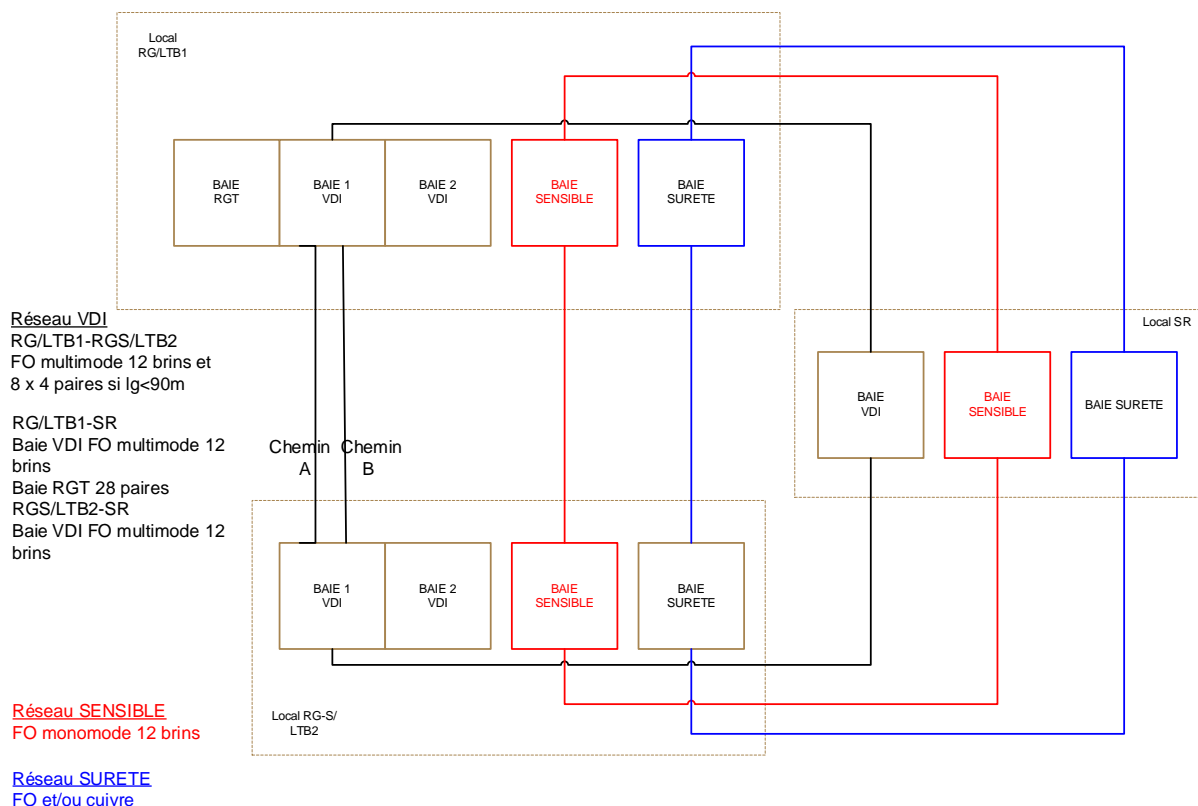 Local
RG/LTB1
BAIE
RGT
BAIE 1
VDI
BAIE 2
VDI
BAIE
SENSIBLE
BAIE
SURETE
Réseau VDI
RG/LTB1-RGS/LTB2
FO multimode 12 brins et
8 x 4 paires si lg<90m
RG/LTB1-SR
Baie VDI FO multimode 12
brins
Baie RGT 28 paires
RGS/LTB2-SR
Baie VDI FO multimode 12
brins
Chemin
A
Chemin
B
Local SR
BAIE
VDI
BAIE
SENSIBLE
BAIE SURETE
BAIE 1
VDI
BAIE 2
VDI
BAIE
SENSIBLE
BAIE
SURETE
Local RG-S/
LTB2
Réseau SENSIBLE
FO monomode 12 brins
Réseau SURETE
FO et/ou cuivre